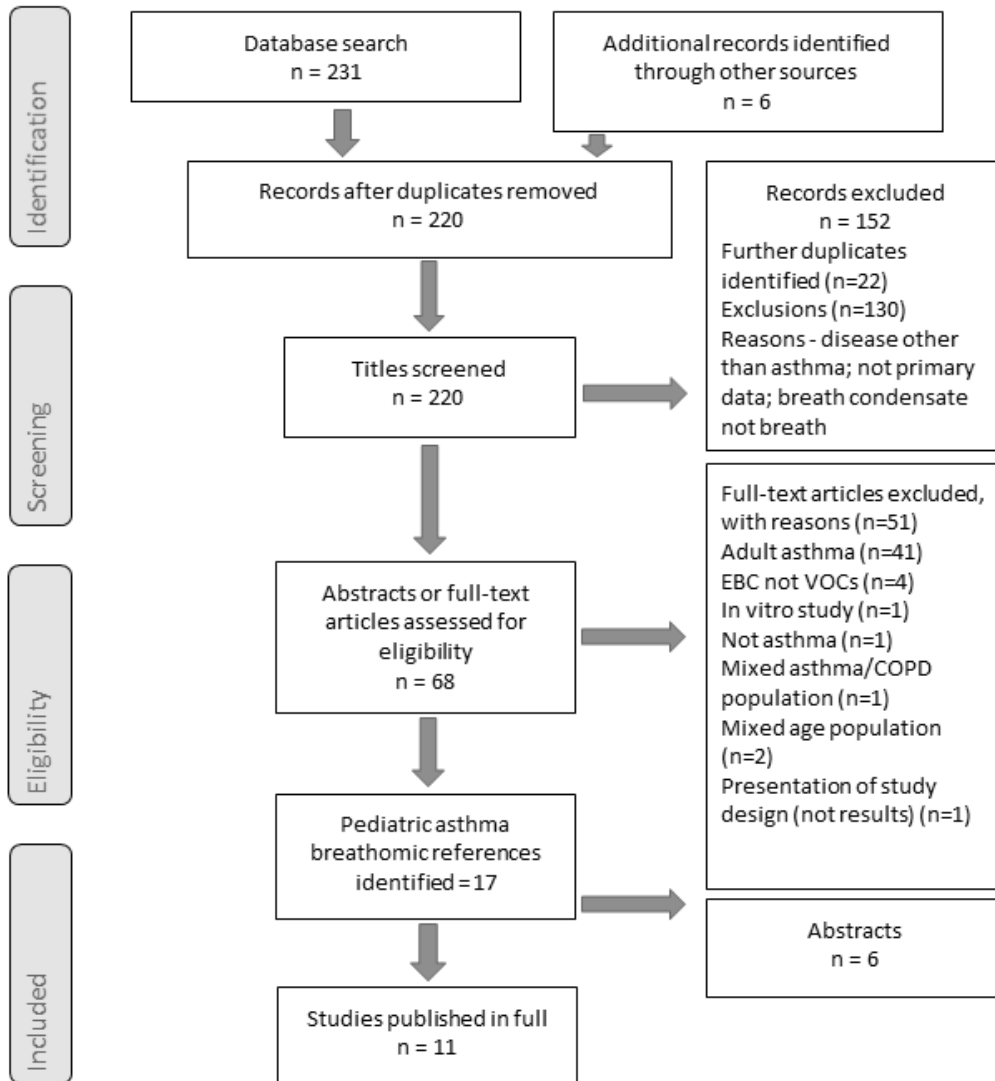 Identification
Database search
n = 231
Additional records identified
through other sources
n = 6
Records after duplicates removed
n = 220
Records excluded
n = 152
Further duplicates
identified (n=22)
Exclusions (n=130)
Reasons - disease other
than asthma; not primary
data; breath condensate
not breath
Screening
Titles screened
n = 220
Eligibility
Abstracts or full-text
articles assessed for
eligibility
n = 68
Full-text articles excluded,
with reasons (n=51)
Adult asthma (n=41)
EBC not VOCs (n=4)
In vitro study (n=1)
Not asthma (n=1)
Mixed asthma/COPD
population (n=1)
Mixed age population
(n=2)
Presentation of study
design (not results) (n=1)
Pediatric asthma
breathomic references
identified =17
Abstracts
n = 6
Included
Studies published in full
n = 11